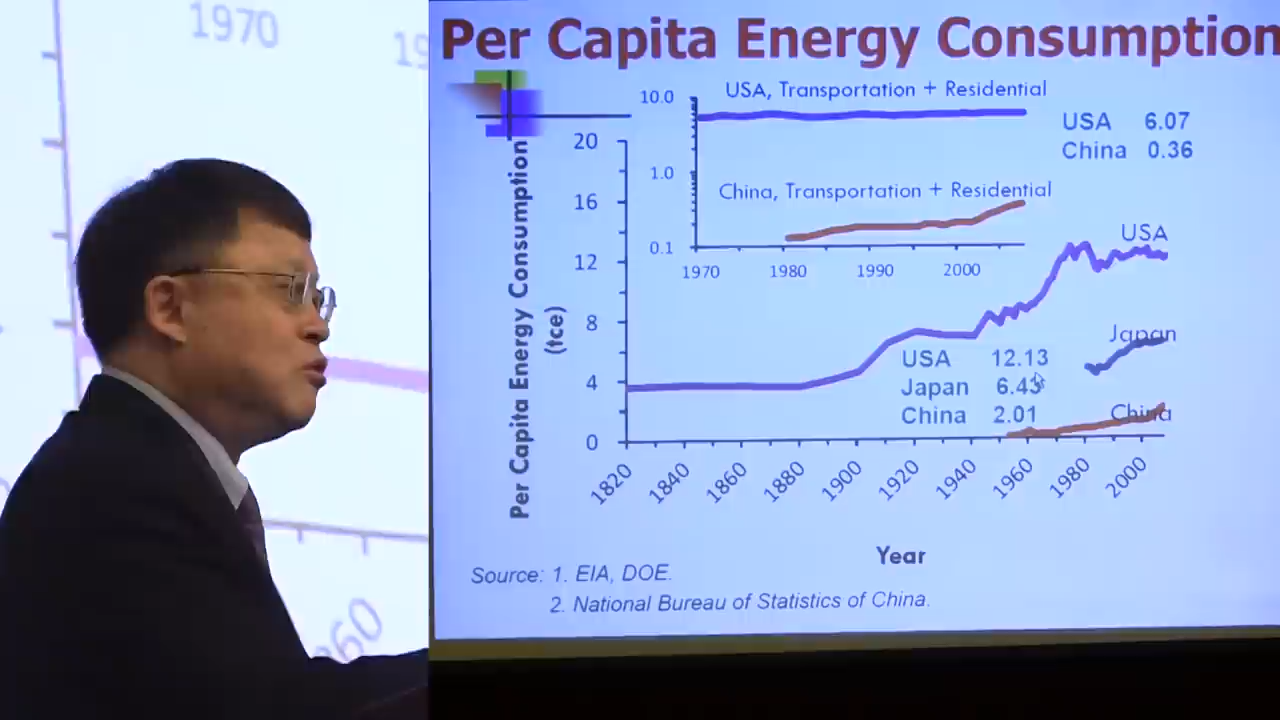 1970
Per Capita Energy Consumption
USA, Transportation + Residential
10.0
1.0
0.1
China, Transportation + Residential
1970 1980 1990 2000
USA 6.07
China 0.36
Per Capita Energy Consumption
(tce)
20
16
12
8
4
0
USA
Japan
China
USA 12.13
Japan 6.43
China 2.01
1820 1840 1860 1880 1900 1920 1940 1960 1980 2000
Year
Source: 1. EIA, DOE.
2. National Bureau of Statistics of China.